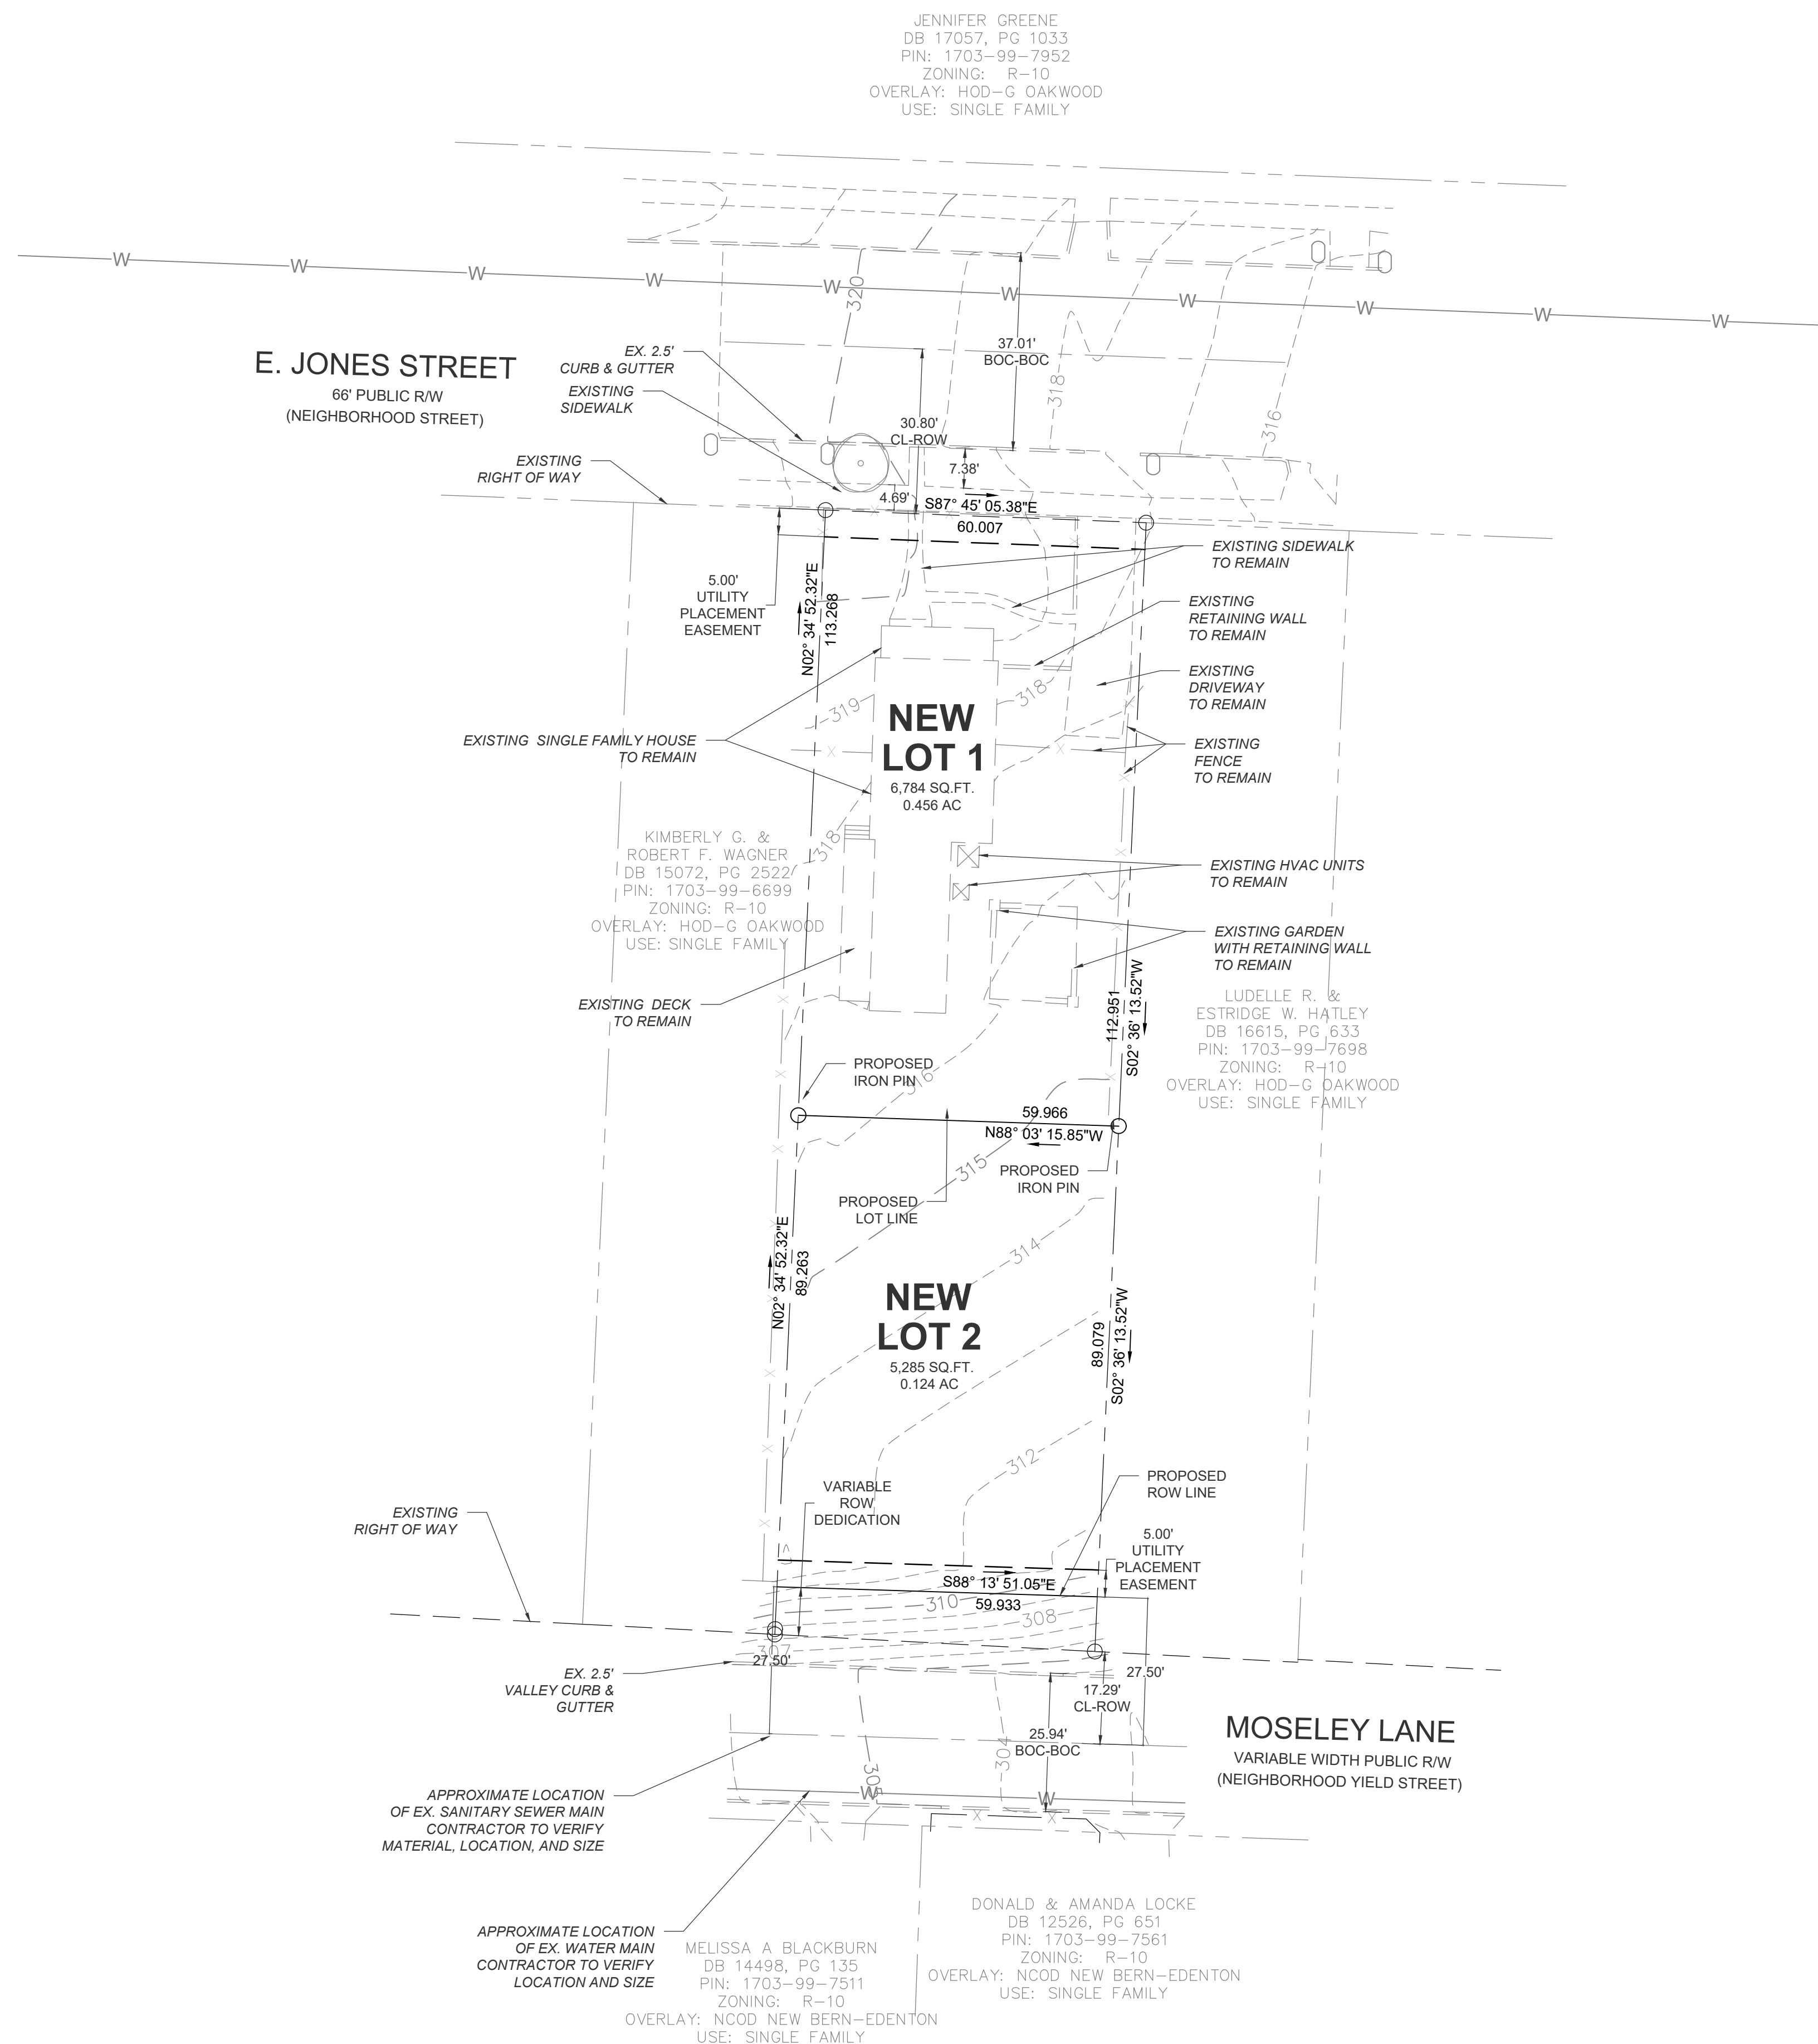 JENNIFER GREENE
DB 17057, PG 1033
PIN: 1703-99-7952
ZONING: R-10
OVERLAY: HOD-G OAKWOOD
USE: SINGLE FAMILY
W
W
W
W
W
W
W
W
W
W
320
318
316
E. JONES STREET
66' PUBLIC R/W
(NEIGHBORHOOD STREET)
EX. 2.5'
CURB & GUTTER
EXISTING
SIDEWALK
EXISTING
RIGHT OF WAY
37.01'
BOC-BOC
30.80'
CL-ROW
7.38'
4.69'
S87° 45' 05.38"E
60.007
5.00'
UTILITY
PLACEMENT
EASEMENT
N02° 34' 52.32"E
113.268
EXISTING SIDEWALK
TO REMAIN
EXISTING
RETAINING WALL
TO REMAIN
EXISTING
DRIVEWAY
TO REMAIN
EXISTING
FENCE
TO REMAIN
319
318
EXISTING SINGLE FAMILY HOUSE
TO REMAIN
NEW
LOT 1
6,784 SQ.FT.
0.456 AC
KIMBERLY G. &
ROBERT F. WAGNER
DB 15072, PG 2522
PIN: 1703-99-6699
ZONING: R-10
OVERLAY: HOD-G OAKWOOD
USE: SINGLE FAMILY
318
EXISTING HVAC UNITS
TO REMAIN
EXISTING GARDEN
WITH RETAINING WALL
TO REMAIN
EXISTING DECK
TO REMAIN
112.951
S02° 36' 13.52"W
LUDELLE R. &
ESTRIDGE W. HATLEY
DB 16615, PG 633
PIN: 1703-99-7698
ZONING: R-10
OVERLAY: HOD-G OAKWOOD
USE: SINGLE FAMILY
PROPOSED
IRON PIN
316
59.966
N88° 03' 15.85"W
315
PROPOSED
IRON PIN
PROPOSED
LOT LINE
N02° 34' 52.32"E
89.263
314
NEW
LOT 2
5,285 SQ.FT.
0.124 AC
89.079
S02° 36' 13.52"W
312
VARIABLE
ROW
DEDICATION
PROPOSED
ROW LINE
EXISTING
RIGHT OF WAY
5.00'
UTILITY
PLACEMENT
EASEMENT
S88° 13' 51.05"E
59.933
310
308
307
27.50'
27.50'
EX. 2.5'
VALLEY CURB &
GUTTER
17.29'
CL-ROW
25.94'
BOC-BOC
304
305
MOSELEY LANE
VARIABLE WIDTH PUBLIC R/W
(NEIGHBORHOOD YIELD STREET)
W
W
APPROXIMATE LOCATION
OF EX. SANITARY SEWER MAIN
CONTRACTOR TO VERIFY
MATERIAL, LOCATION, AND SIZE
APPROXIMATE LOCATION
OF EX. WATER MAIN
CONTRACTOR TO VERIFY
LOCATION AND SIZE
MELISSA A BLACKBURN
DB 14498, PG 135
PIN: 1703-99-7511
ZONING: R-10
OVERLAY: NCOD NEW BERN-EDENTON
USE: SINGLE FAMILY
DONALD & AMANDA LOCKE
DB 12526, PG 651
PIN: 1703-99-7561
ZONING: R-10
OVERLAY: NCOD NEW BERN-EDENTON
USE: SINGLE FAMILY